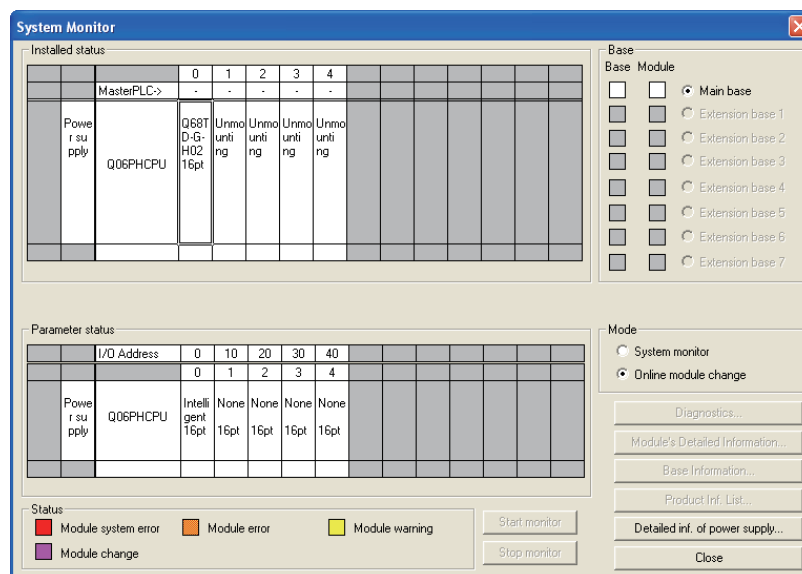 System Monitor
Installed status
0 1 2 3 4
MasterPLC-> - - - - -
Powe
r su
pply
Q06PHCPU
Q68T
D-G-
H02
16pt
Unmo
unti
ng
Unmo
unti
ng
Unmo
unti
ng
Unmo
unti
ng
Base
Base Module
Main base
Extension base 1
Extension base 2
Extension base 3
Extension base 4
Extension base 5
Extension base 6
Extension base 7
Parameter status
I/O Address 0 10 20 30 40
0 1 2 3 4
Powe
r su
pply
Q06PHCPU
Intelli
gent
16pt
None
16pt
None
16pt
None
16pt
None
16pt
Mode
System monitor
Online module change
Diagnostics...
Module's Detailed Information...
Base Information...
Product Inf. List...
Detailed inf. of power supply...
Close
Status
Module system error
Module error
Module warning
Module change
Start monitor
Stop monitor